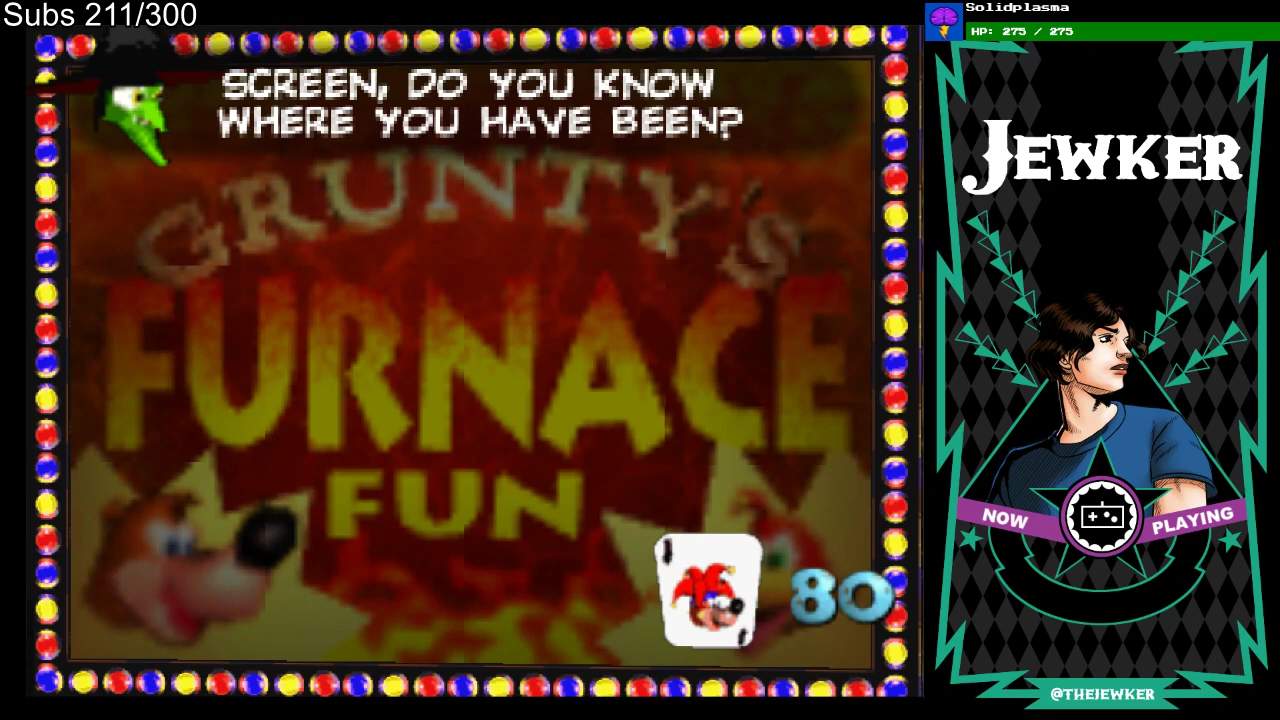 Subs 211/300
Solidplasma
HP: 275 / 275
SCREEN, DO YOU KNOW
WHERE YOU HAVE BEEN?
GRUNTY'S
FURNACE
FUN
J
80
JEWKER
NOW
PLAYING
@THEJEWKER